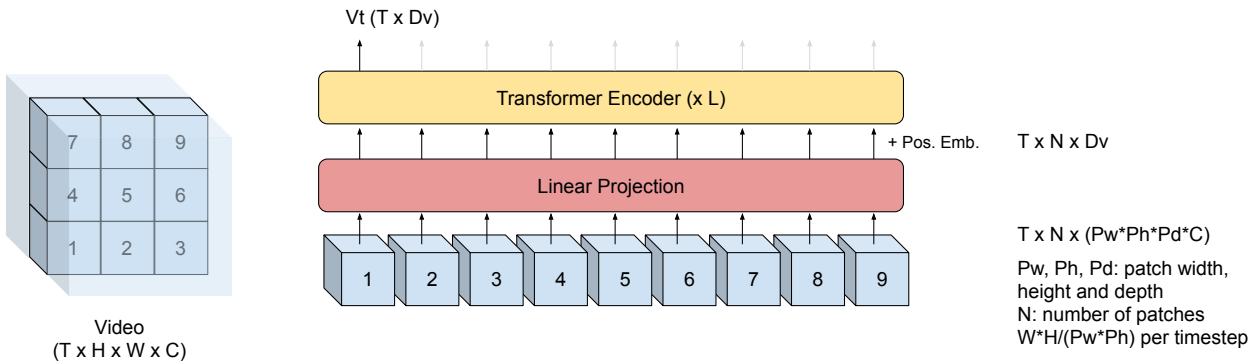 Vt (T x Dv)
Transformer Encoder (x L)
+ Pos. Emb.
T x N x Dv
Linear Projection
7 8 9
4 5 6
1 2 3
1 2 3 4 5 6 7 8 9
T x N x (Pw*Ph*Pd*C)
Pw, Ph, Pd: patch width,
height and depth
N: number of patches
W*H/(Pw*Ph) per timestep
Video
(T x H x W x C)